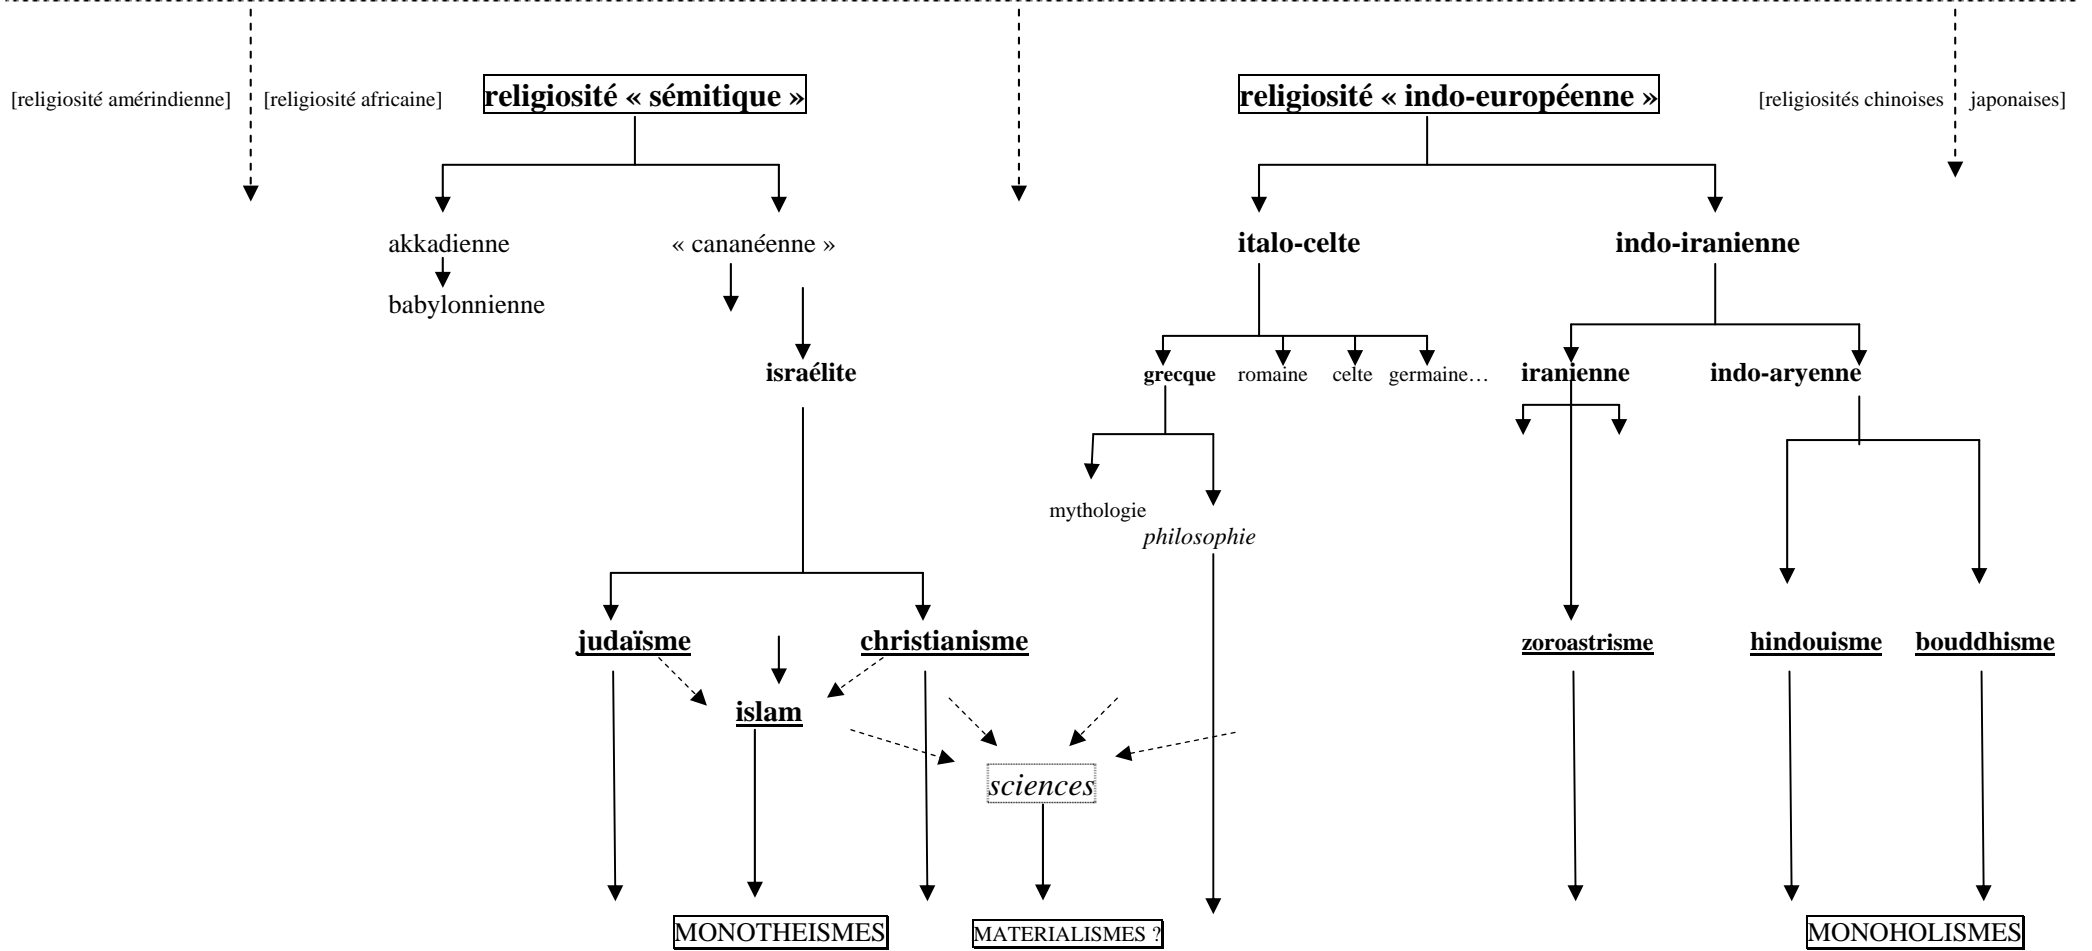 [religiosité amérindienne] [religiosité africaine] religiosité « sémitique » religiosité « indo-européenne » [religiosités chinoises japonaises]
akkadienne « cananéenne » italo-celte indo-iranienne
babylonnienne
israélite grecque romaine celte germaine… iranienne indo-aryenne
mythologie
philosophie
judaïsme christianisme zoroastrisme hindouisme bouddhisme
islam
sciences
MONOTHEISMES MATERIALISMES ? MONOHOLISMES